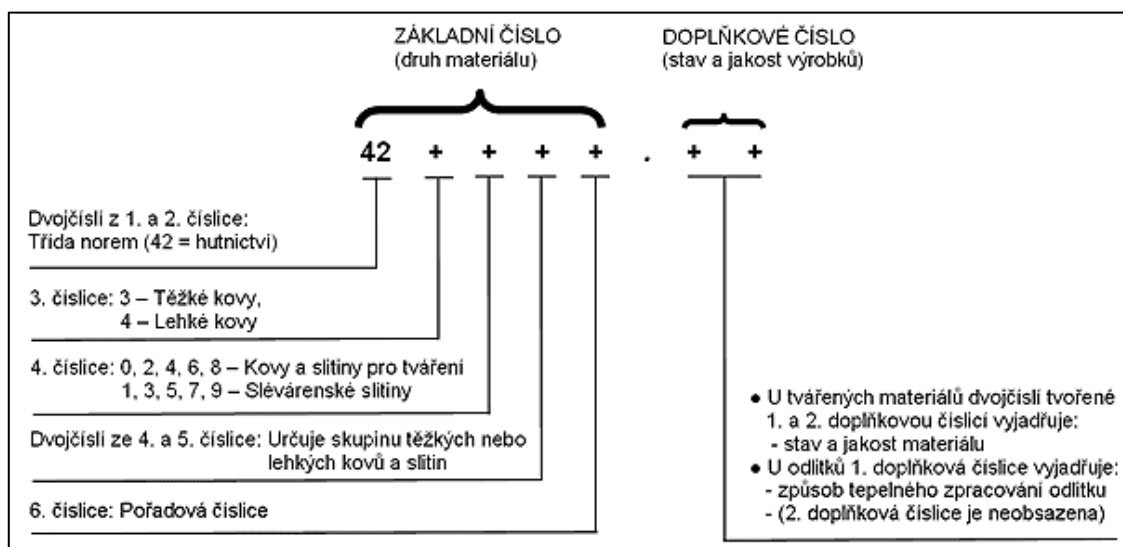 ZÁKLADNÍ ČÍSLO
(druh materiálu)
DOPLŇKOVÉ ČÍSLO
(stav a jakost výrobků)
42 + + + + . + +
Dvojčísli z 1. a 2. číslice:
Třída norem (42 = hutnictvi)
3. číslice: 3 – Těžké kovy,
4 – Lehké kovy
4. číslice: 0, 2, 4, 6, 8 – Kovy a slitiny pro tváření
1, 3, 5, 7, 9 – Slévárenské slitiny
Dvojčísli ze 4. a 5. číslice: Určuje skupinu těžkých nebo
lehkých kovů a slitin
6. číslice: Pořadová číslice
● U tvářených materiálů dvojčíslí tvořené
1. a 2. doplňkovou číslicí vyjadřuje:
- stav a jakost materiálu
● U odlitků 1. doplňková číslice vyjadřuje:
- způsob tepelného zpracování odlitku
- (2. doplňková číslice je neobsazena)